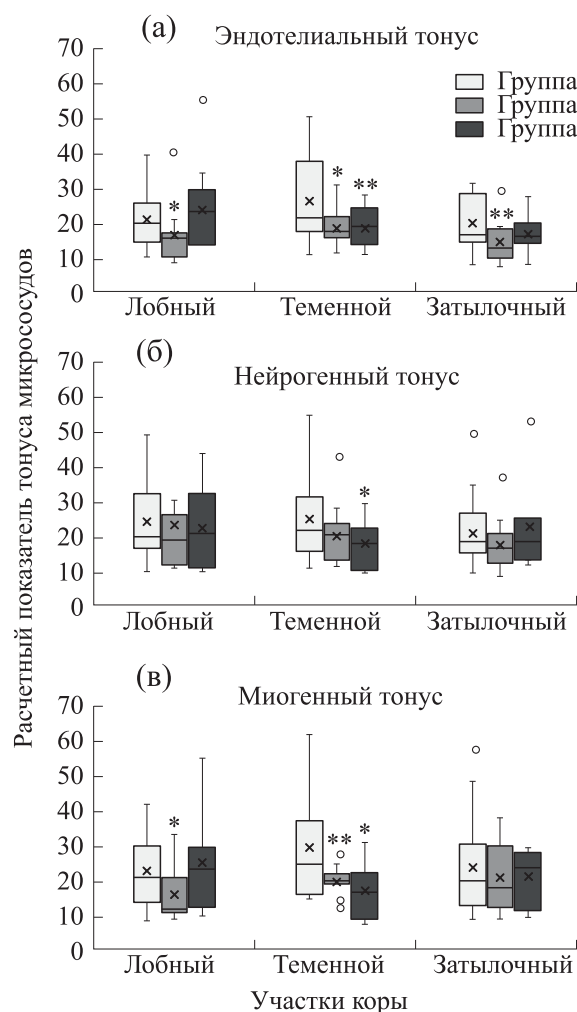 (а) Эндотелиальный тонус
70
60
50
40
30
20
10
0
Группа
Группа
Группа
*
*
**
**
Лобный Теменной Затылочный
(б) Нейрогенный тонус
70
60
50
40
30
20
10
0
*
Лобный Теменной Затылочный
(в) Миогенный тонус
70
60
50
40
30
20
10
0
*
**
*
Лобный Теменной Затылочный
Участки коры
Расчетный показатель тонуса микрососудов